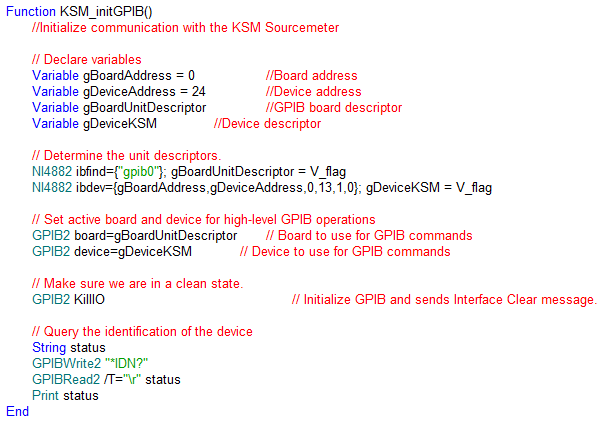 Function KSM_initGPIB()
//Initialize communication with the KSM Sourcemeter
// Declare variables
Variable gBoardAddress = 0 //Board address
Variable gDeviceAddress = 24 //Device address
Variable gBoardUnitDescriptor //GPIB board descriptor
Variable gDeviceKSM //Device descriptor
// Determine the unit descriptors.
NI4882 ibfind={"gpib0"}; gBoardUnitDescriptor = V_flag
NI4882 ibdev={gBoardAddress,gDeviceAddress,0,13,1,0}; gDeviceKSM = V_flag
// Set active board and device for high-level GPIB operations
GPIB2 board=gBoardUnitDescriptor // Board to use for GPIB commands
GPIB2 device=gDeviceKSM // Device to use for GPIB commands
// Make sure we are in a clean state.
GPIB2 KillIO // Initialize GPIB and sends Interface Clear message.
// Query the identification of the device
String status
GPIBWrite2 "*IDN?"
GPIBRead2 /T="\r" status
Print status
End